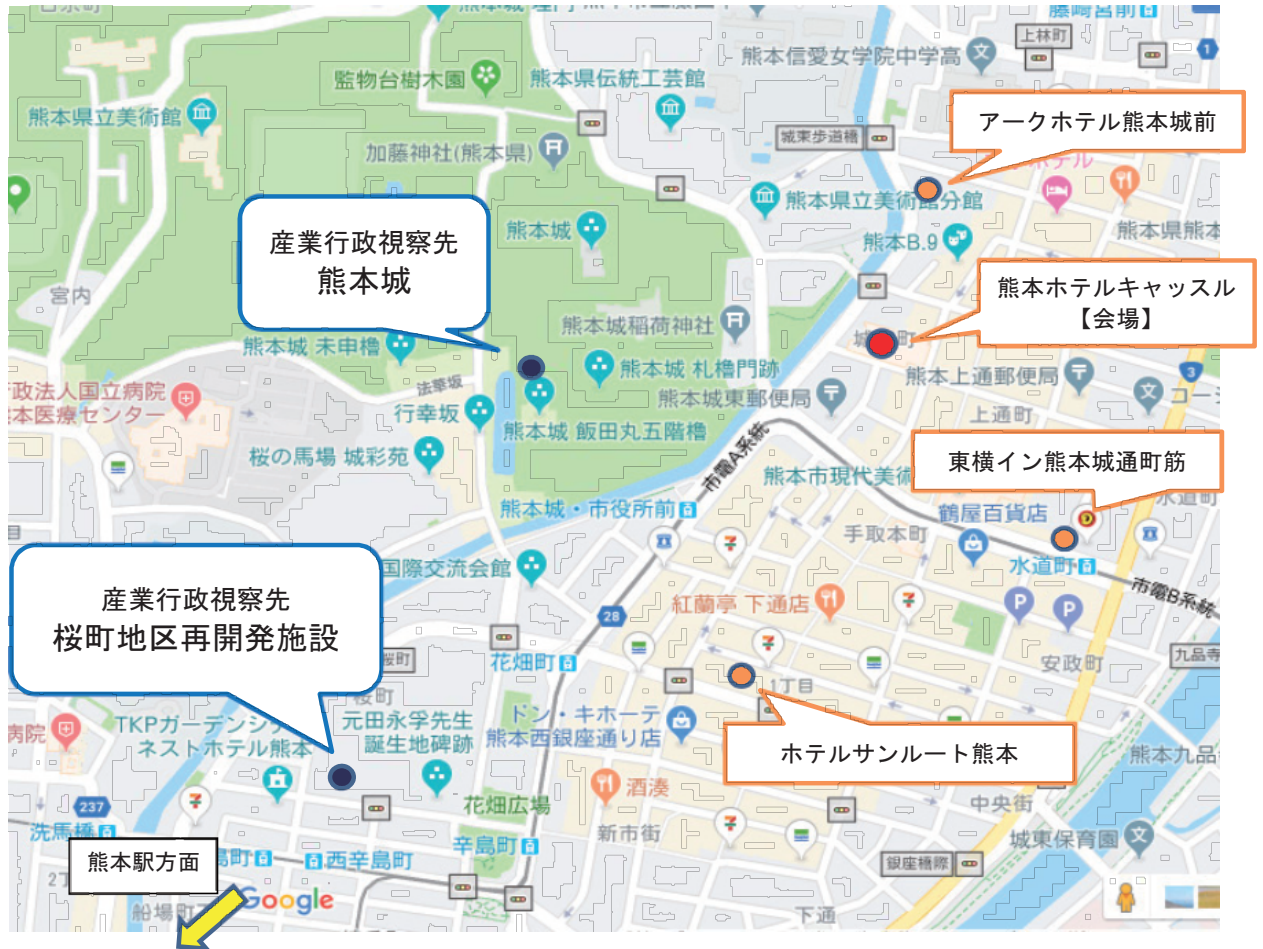 藤崎宮前
上林町
熊本信愛女学院中学高
1
監物台樹木園
熊本県伝統工芸館
熊本県立美術館
アークホテル熊本城前
城東歩道橋
加藤神社(熊本県)
ホテル
熊本県立美術館分館
産業行政視察先
熊本城
熊本城
熊本B.9
熊本県熊本
宮内
熊本ホテルキャッスル
【会場】
熊本城稲荷神社
熊本城 未申櫓
熊本城 札櫓門跡
法華坂
政法人国立病院
本医療センター
熊本上通郵便局
3
熊本城東郵便局
行幸坂
上通町
熊本城 飯田丸五階櫓
桜の馬場 城彩苑
市電A系統
東横イン熊本城通町筋
熊本市現代美術
水道町
熊本城・市役所前
鶴屋百貨店
手取本町
国際交流会館
水道町
市電B系統
産業行政視察先
桜町地区再開発施設
紅蘭亭 下通店
28
P
P
花畑町
安政町
九品寺
桜町
1丁目
TKPガーデンシテ
ネストホテル熊本
元田永孚先生
誕生地碑跡
ドン・キホーテ
熊本西銀座通り店
病院
ホテルサンルート熊本
熊本九品
酒湊
237
花畑広場
中央街
洗馬橋
新市街
城東保育園
辛島町
熊本駅方面
島町
西辛島町
銀座橋際
Google
船場町
下通